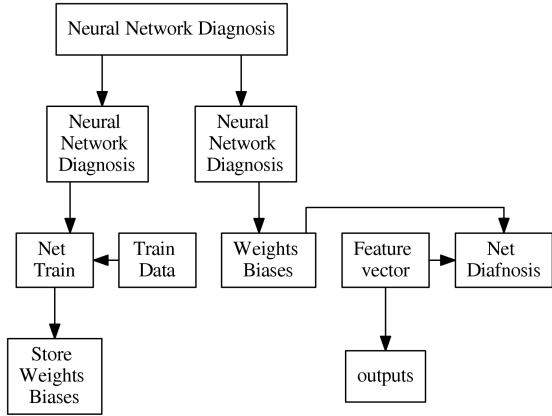 Neural Network Diagnosis
Neural
Network
Diagnosis
Neural
Network
Diagnosis
Net
Train
Train
Data
Weights
Biases
Feature
vector
Net
Diafnosis
Store
Weights
Biases
outputs